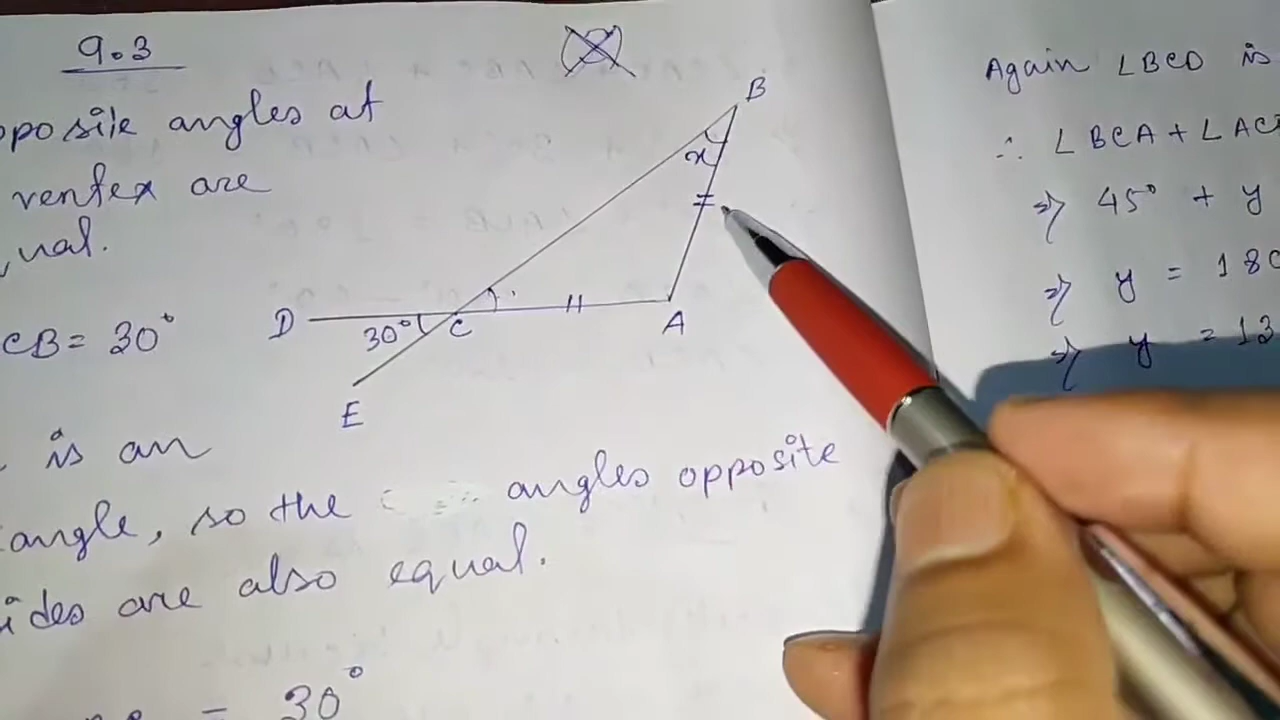 9.3
opposite angles at
vertex are
ual.
CB = 30°
is an
angle, so the angles opposite
ides are also equal.
= 30°
B
x
D
30°
C
A
E
Again ∠BCD is
∴ ∠BCA + ∠AC
⇒ 45° + y
⇒ y = 180
⇒ y = 13